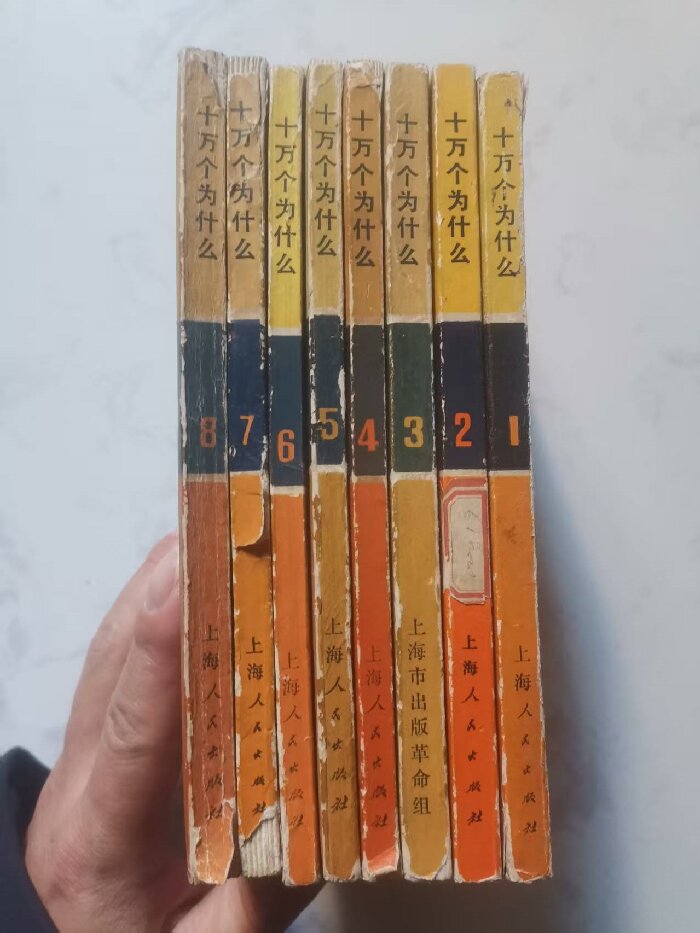 十万个为什么
8
上海人民出版社
十万个为什么
7
上海人民出版社
十万个为什么
6
上海人民出版社
十万个为什么
5
上海人民出版社
十万个为什么
4
上海人民出版社
十万个为什么
3
上海市出版革命组
十万个为什么
2
上海人民出版社
十万个为什么
1
上海人民出版社